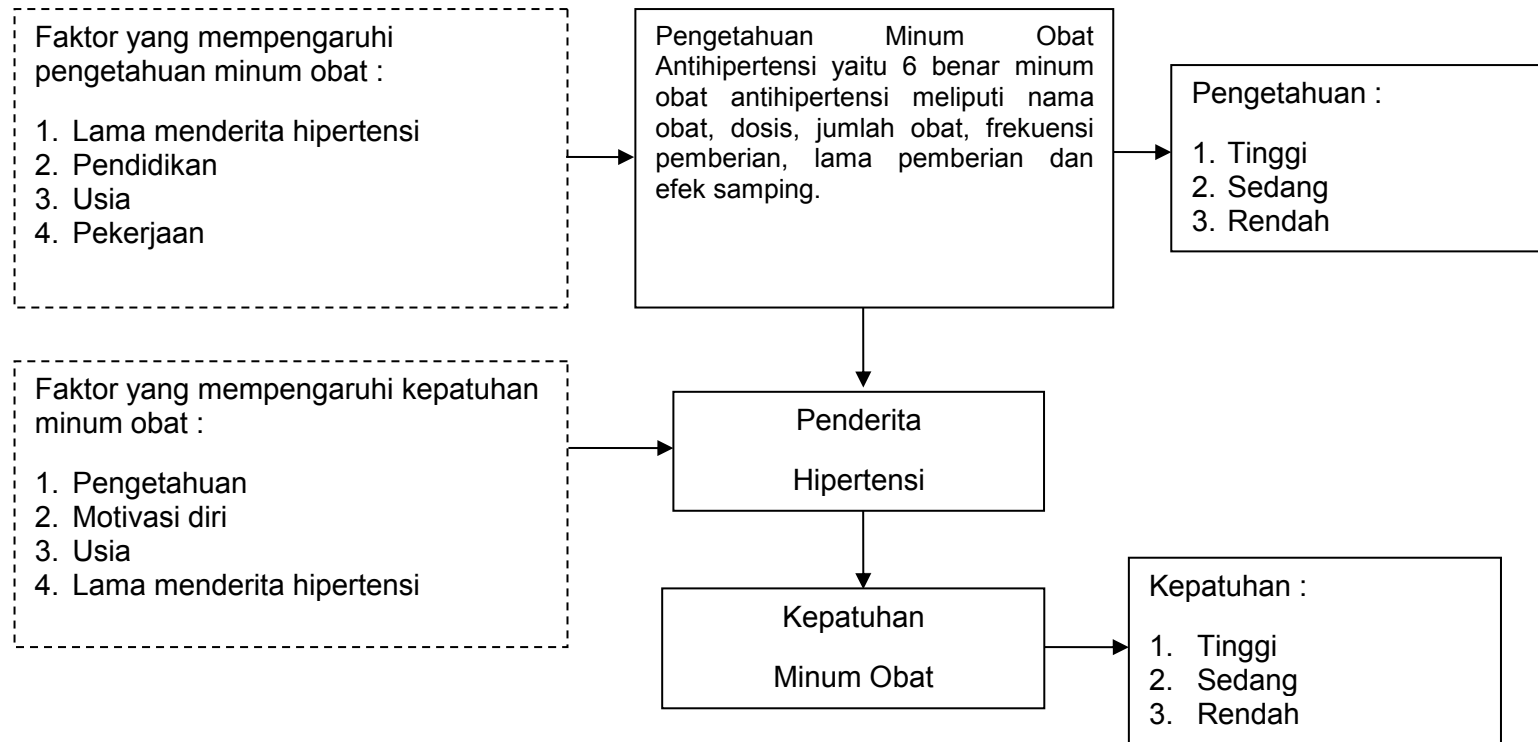 Faktor yang mempengaruhi
pengetahuan minum obat :
1. Lama menderita hipertensi
2. Pendidikan
3. Usia
4. Pekerjaan
Pengetahuan Minum Obat
Antihipertensi yaitu 6 benar minum
obat antihipertensi meliputi nama
obat, dosis, jumlah obat, frekuensi
pemberian, lama pemberian dan
efek samping.
Pengetahuan :
1. Tinggi
2. Sedang
3. Rendah
Faktor yang mempengaruhi kepatuhan
minum obat :
1. Pengetahuan
2. Motivasi diri
3. Usia
4. Lama menderita hipertensi
Penderita
Hipertensi
Kepatuhan
Minum Obat
Kepatuhan :
1. Tinggi
2. Sedang
3. Rendah